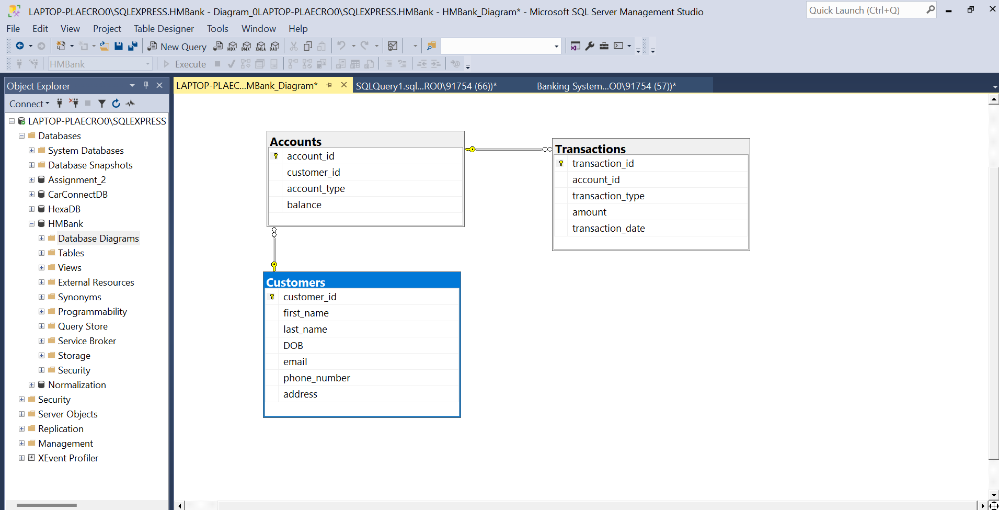 LAPTOP-PLAECRO0\SQLEXPRESS.HMBank - Diagram_0LAPTOP-PLAECRO0\SQLEXPRESS.HMBank - HMBank_Diagram* - Microsoft SQL Server Management Studio
Quick Launch (Ctrl+Q)
File Edit View Project Table Designer Tools Window Help
New Query MDX DMX XMLA DAX
HMBank Execute
Object Explorer
LAPTOP-PLAEC...MBank_Diagram* SQLQuery1.sql...RO0\91754 (66))* Banking System...O0\91754 (57))*
Connect
LAPTOP-PLAECRO0\SQLEXPRESS
Databases
System Databases
Database Snapshots
Assignment_2
CarConnectDB
HexaDB
HMBank
Database Diagrams
Tables
Views
External Resources
Synonyms
Programmability
Query Store
Service Broker
Storage
Security
Normalization
Security
Server Objects
Replication
Management
XEvent Profiler
Accounts
account_id
customer_id
account_type
balance
Transactions
transaction_id
account_id
transaction_type
amount
transaction_date
Customers
customer_id
first_name
last_name
DOB
email
phone_number
address